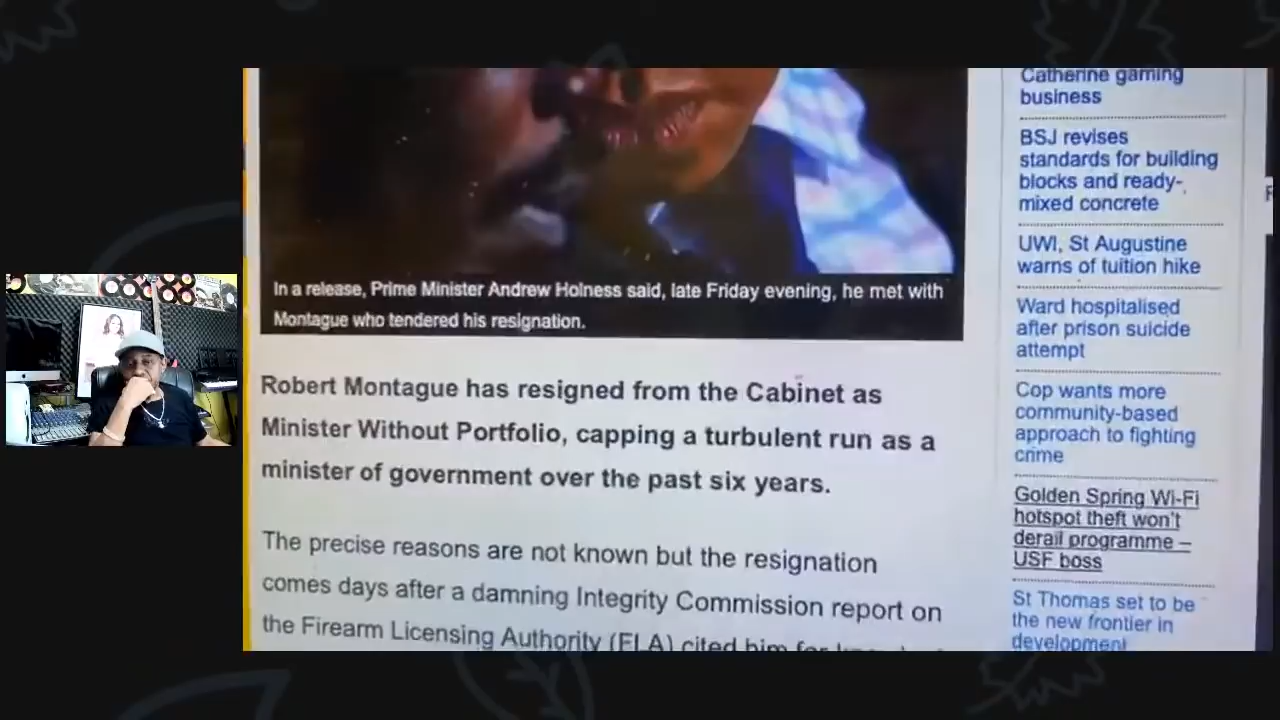 In a release, Prime Minister Andrew Holness said, late Friday evening, he met with
Montague who tendered his resignation.
Robert Montague has resigned from the Cabinet as
Minister Without Portfolio, capping a turbulent run as a
minister of government over the past six years.
The precise reasons are not known but the resignation
comes days after a damning Integrity Commission report on
the Firearm Licensing Authority (FLA) cited him for
Catherine gaming
business
BSJ revises
standards for building
blocks and ready-
mixed concrete
UWI, St Augustine
warns of tuition hike
Ward hospitalised
after prison suicide
attempt
Cop wants more
community-based
approach to fighting
crime
Golden Spring Wi-Fi
hotspot theft won't
derail programme –
USF boss
St Thomas set to be
the new frontier in
development